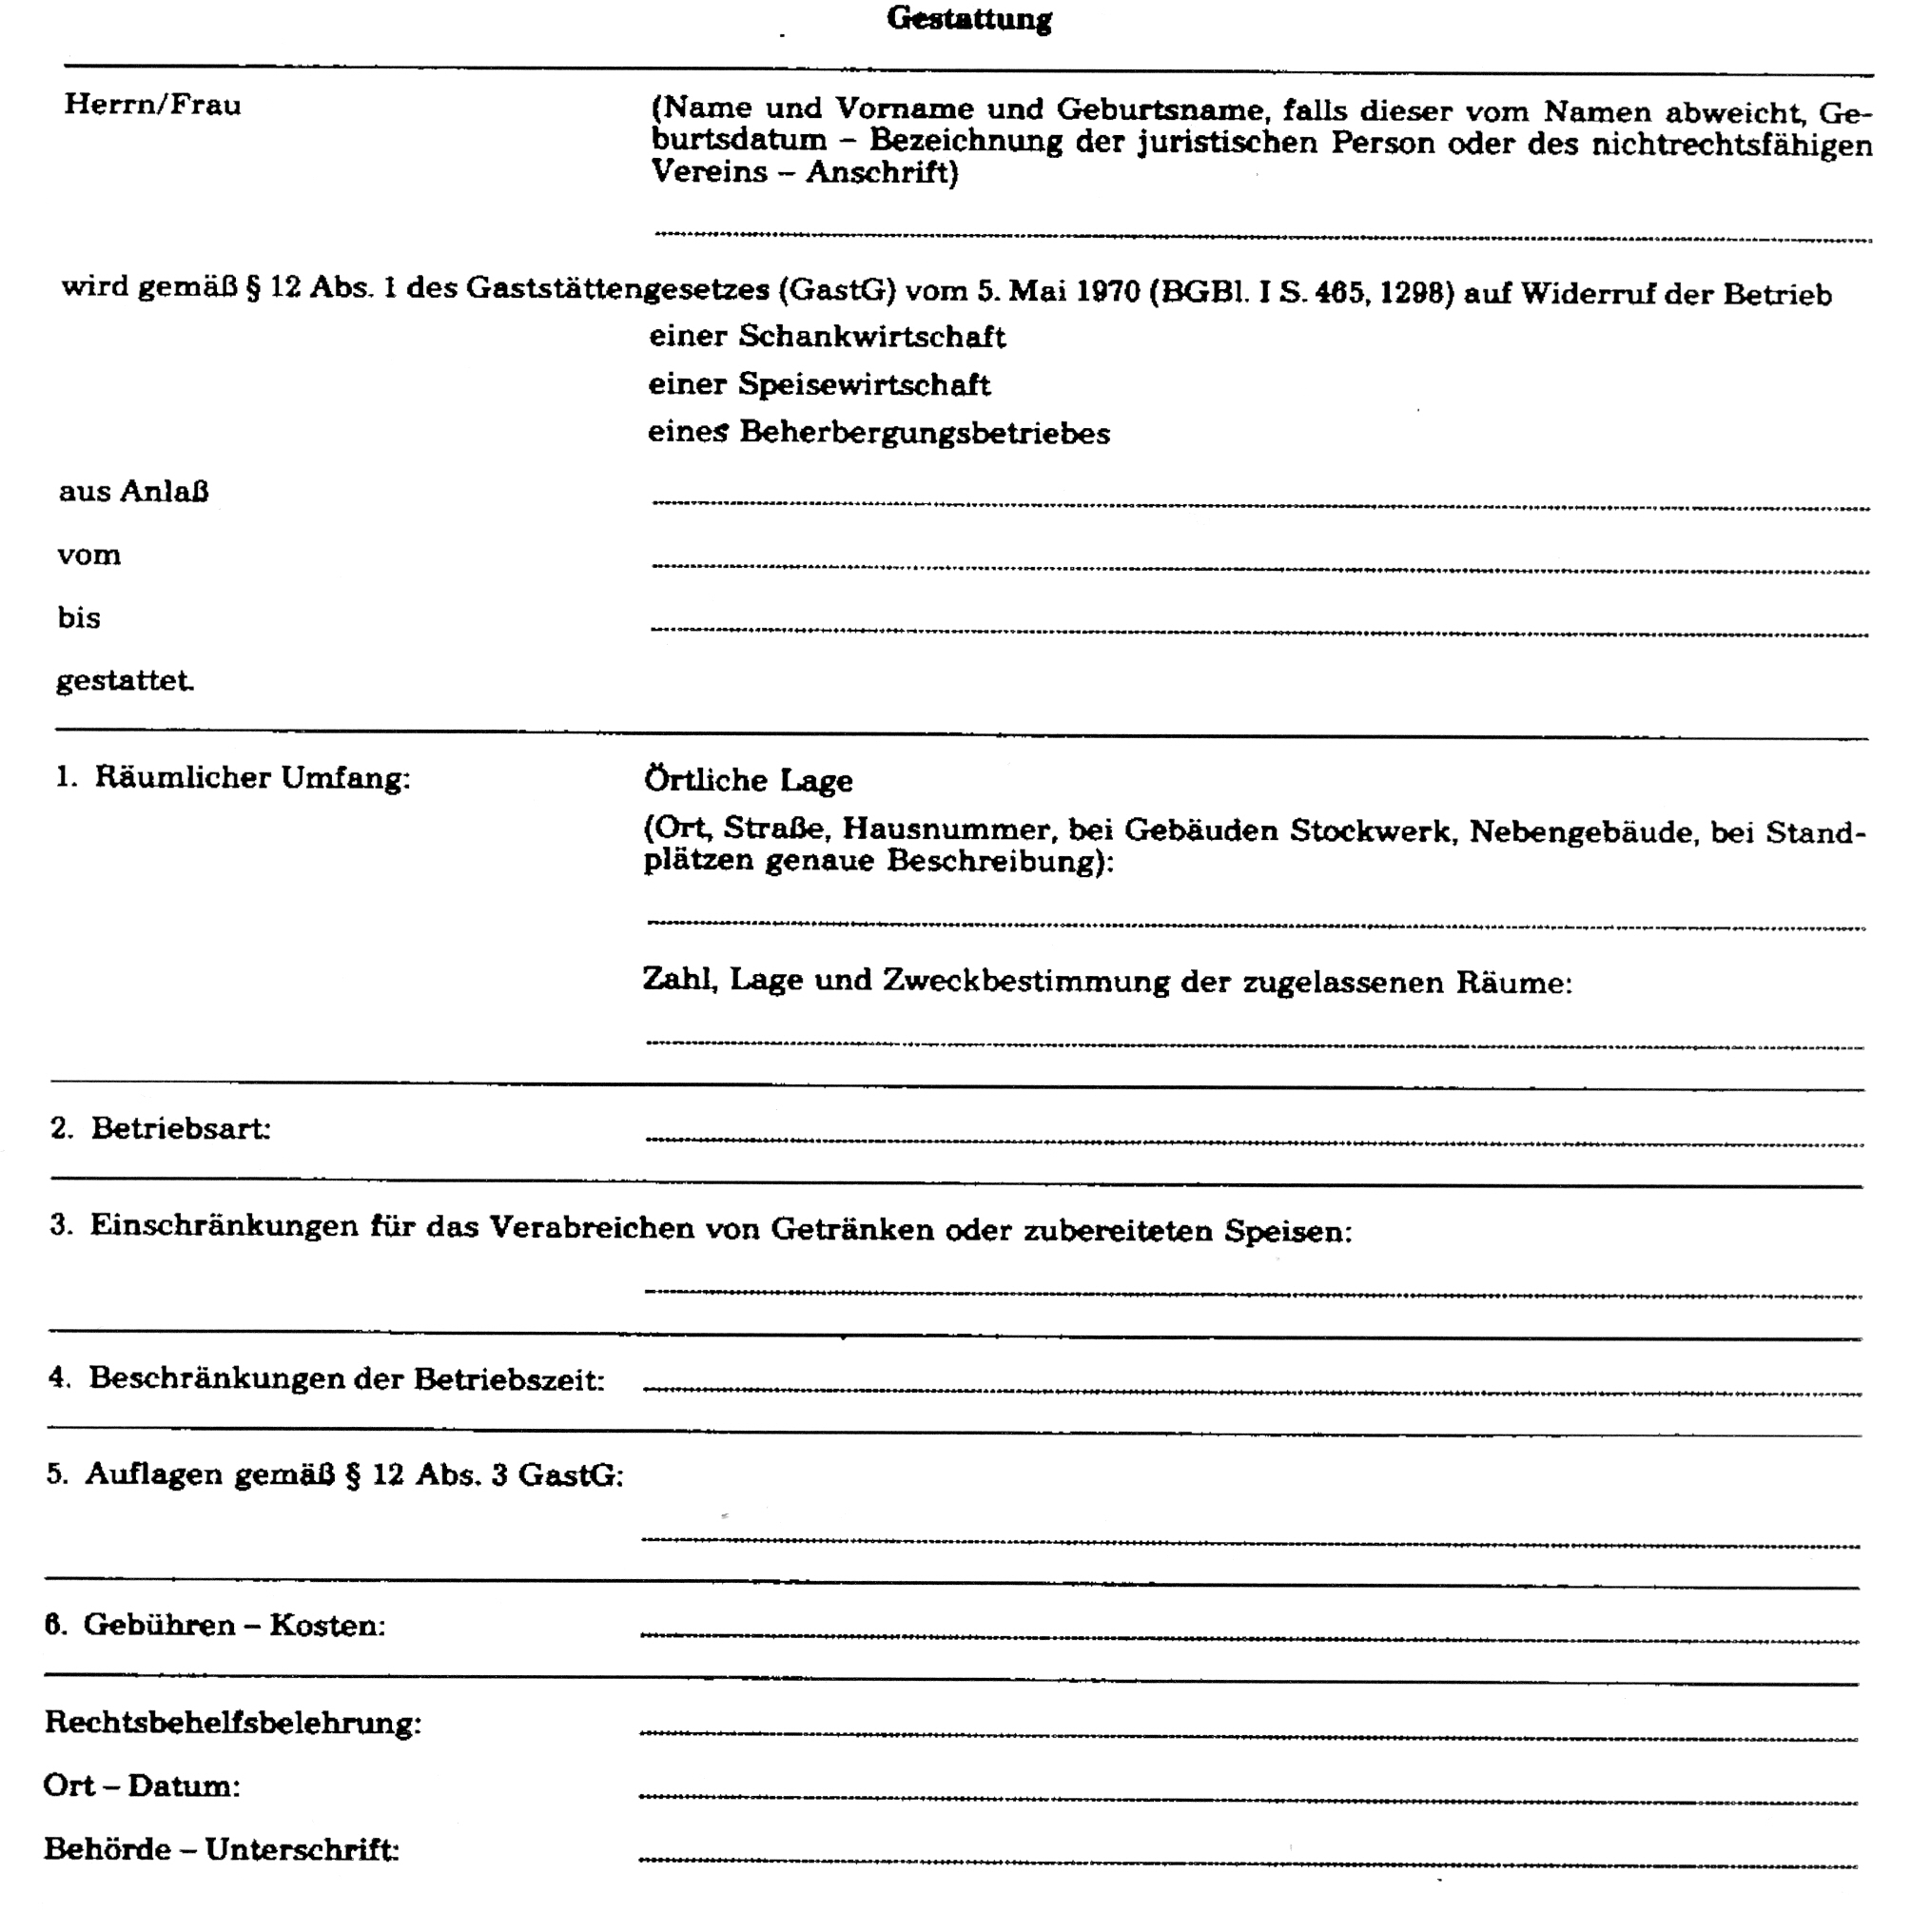 Gestattung
Herrn/Frau
(Name und Vorname und Geburtsname, falls dieser vom Namen abweicht, Ge-
burtsdatum – Bezeichnung der juristischen Person oder des nichtrechtsfähigen
Vereins – Anschrift)
wird gemäß § 12 Abs. 1 des Gaststättengesetzes (GastG) vom 5. Mai 1970 (BGBl. I S. 465, 1298) auf Widerruf der Betrieb
einer Schankwirtschaft
einer Speisewirtschaft
eines Beherbergungsbetriebes
aus Anlaß
vom
bis
gestattet.
1. Räumlicher Umfang: Örtliche Lage
(Ort, Straße, Hausnummer, bei Gebäuden Stockwerk, Nebengebäude, bei Stand-
plätzen genaue Beschreibung):
Zahl, Lage und Zweckbestimmung der zugelassenen Räume:
2. Betriebsart:
3. Einschränkungen für das Verabreichen von Getränken oder zubereiteten Speisen:
4. Beschränkungen der Betriebszeit:
5. Auflagen gemäß § 12 Abs. 3 GastG:
6. Gebühren – Kosten:
Rechtsbehelfsbelehrung:
Ort – Datum:
Behörde – Unterschrift: